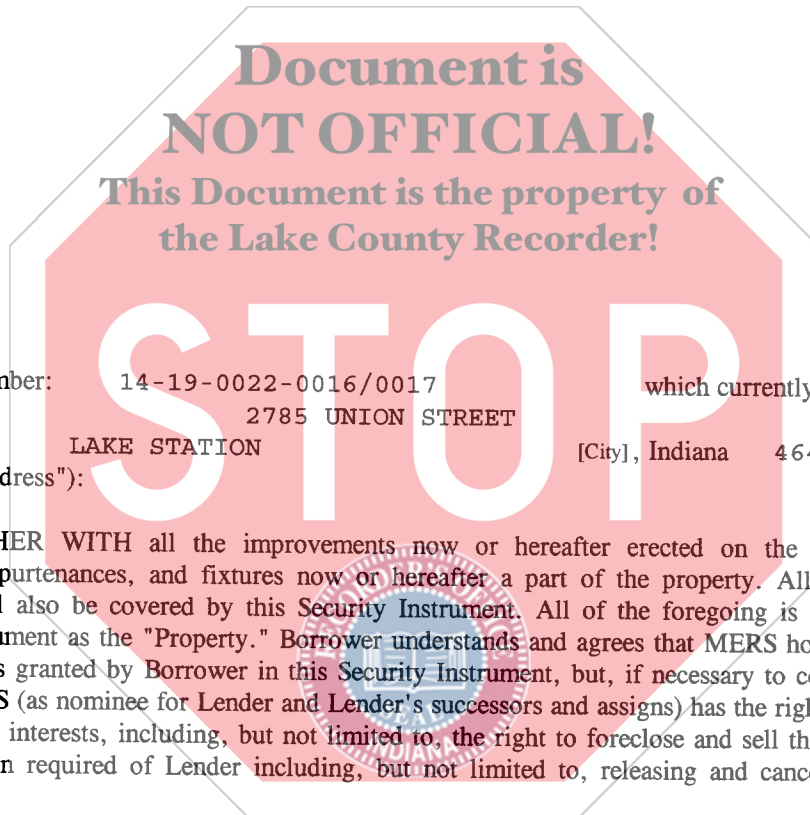 Document is
NOT OFFICIAL!
This Document is the property of
the Lake County Recorder!
STOP
nber: 14-19-0022-0016/0017 which currently
2785 UNION STREET
LAKE STATION [City], Indiana 464
dress"):
HER WITH all the improvements now or hereafter erected on the
purtenances, and fixtures now or hereafter a part of the property. All
l also be covered by this Security Instrument. All of the foregoing is
ument as the "Property." Borrower understands and agrees that MERS ho
s granted by Borrower in this Security Instrument, but, if necessary to co
S (as nominee for Lender and Lender's successors and assigns) has the right
interests, including, but not limited to, the right to foreclose and sell th
n required of Lender including, but not limited to, releasing and cance
SEAL
INDIANA